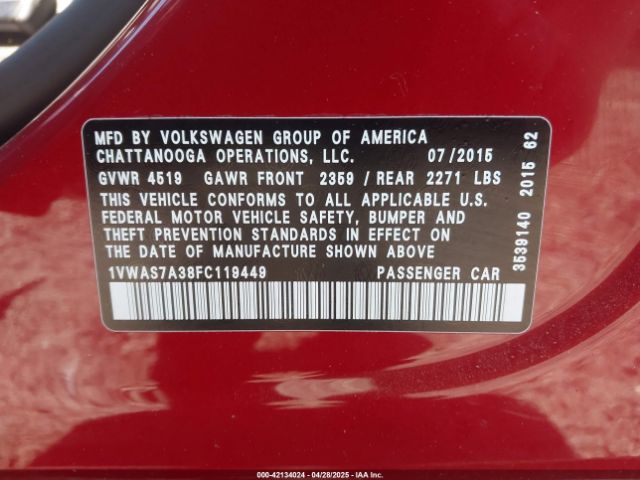 MFD BY VOLKSWAGEN GROUP OF AMERICA
CHATTANOOGA OPERATIONS, LLC. 07/2015
GVWR 4519 GAWR FRONT 2359 / REAR 2271 LBS
THIS VEHICLE CONFORMS TO ALL APPLICABLE U.S.
FEDERAL MOTOR VEHICLE SAFETY, BUMPER AND
THEFT PREVENTION STANDARDS IN EFFECT ON
THE DATE OF MANUFACTURE SHOWN ABOVE
1VWAS7A38FC119449 PASSENGER CAR
3539140 2015 62
000-42134024 | 04/28/2025 - IAA Inc.